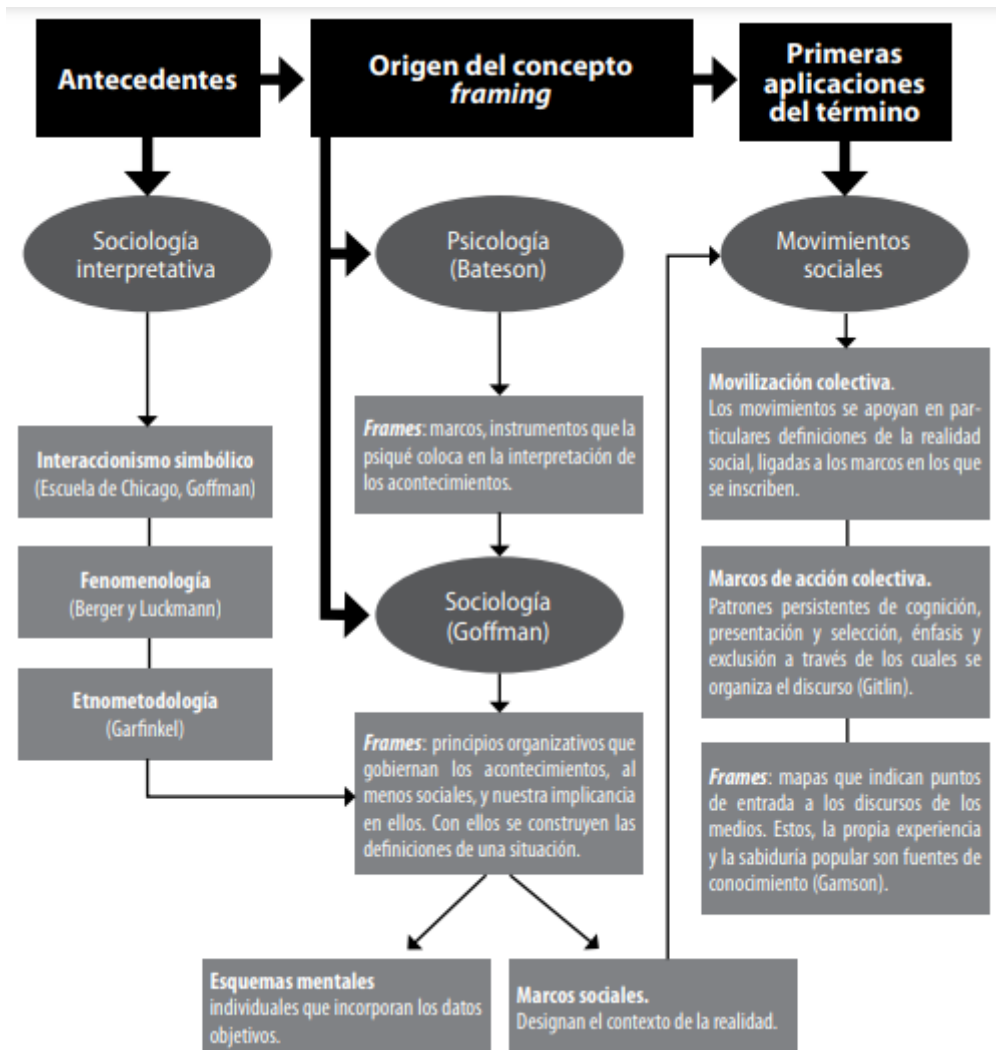 Antecedentes
Origen del concepto
framing
Primeras
aplicaciones
del término
Sociología
interpretativa
Psicología
(Bateson)
Movimientos
sociales
Interaccionismo simbólico
(Escuela de Chicago, Goffman)
Fenomenología
(Berger y Luckmann)
Etnometodología
(Garfinkel)
Frames: marcos, instrumentos que la
psiqué coloca en la interpretación de
los acontecimientos.
Sociología
(Goffman)
Frames: principios organizativos que
gobiernan los acontecimientos, al
menos sociales, y nuestra implicancia
en ellos. Con ellos se construyen las
definiciones de una situación.
Esquemas mentales
individuales que incorporan los datos
objetivos.
Marcos sociales.
Designan el contexto de la realidad.
Movilización colectiva.
Los movimientos se apoyan en par-
ticulares definiciones de la realidad
social, ligadas a los marcos en los que
se inscriben.
Marcos de acción colectiva.
Patrones persistentes de cognición,
presentación y selección, énfasis y
exclusión a través de los cuales se
organiza el discurso (Gitlin).
Frames: mapas que indican puntos
de entrada a los discursos de los
medios. Estos, la propia experiencia
y la sabiduría popular son fuentes de
conocimiento (Gamson).